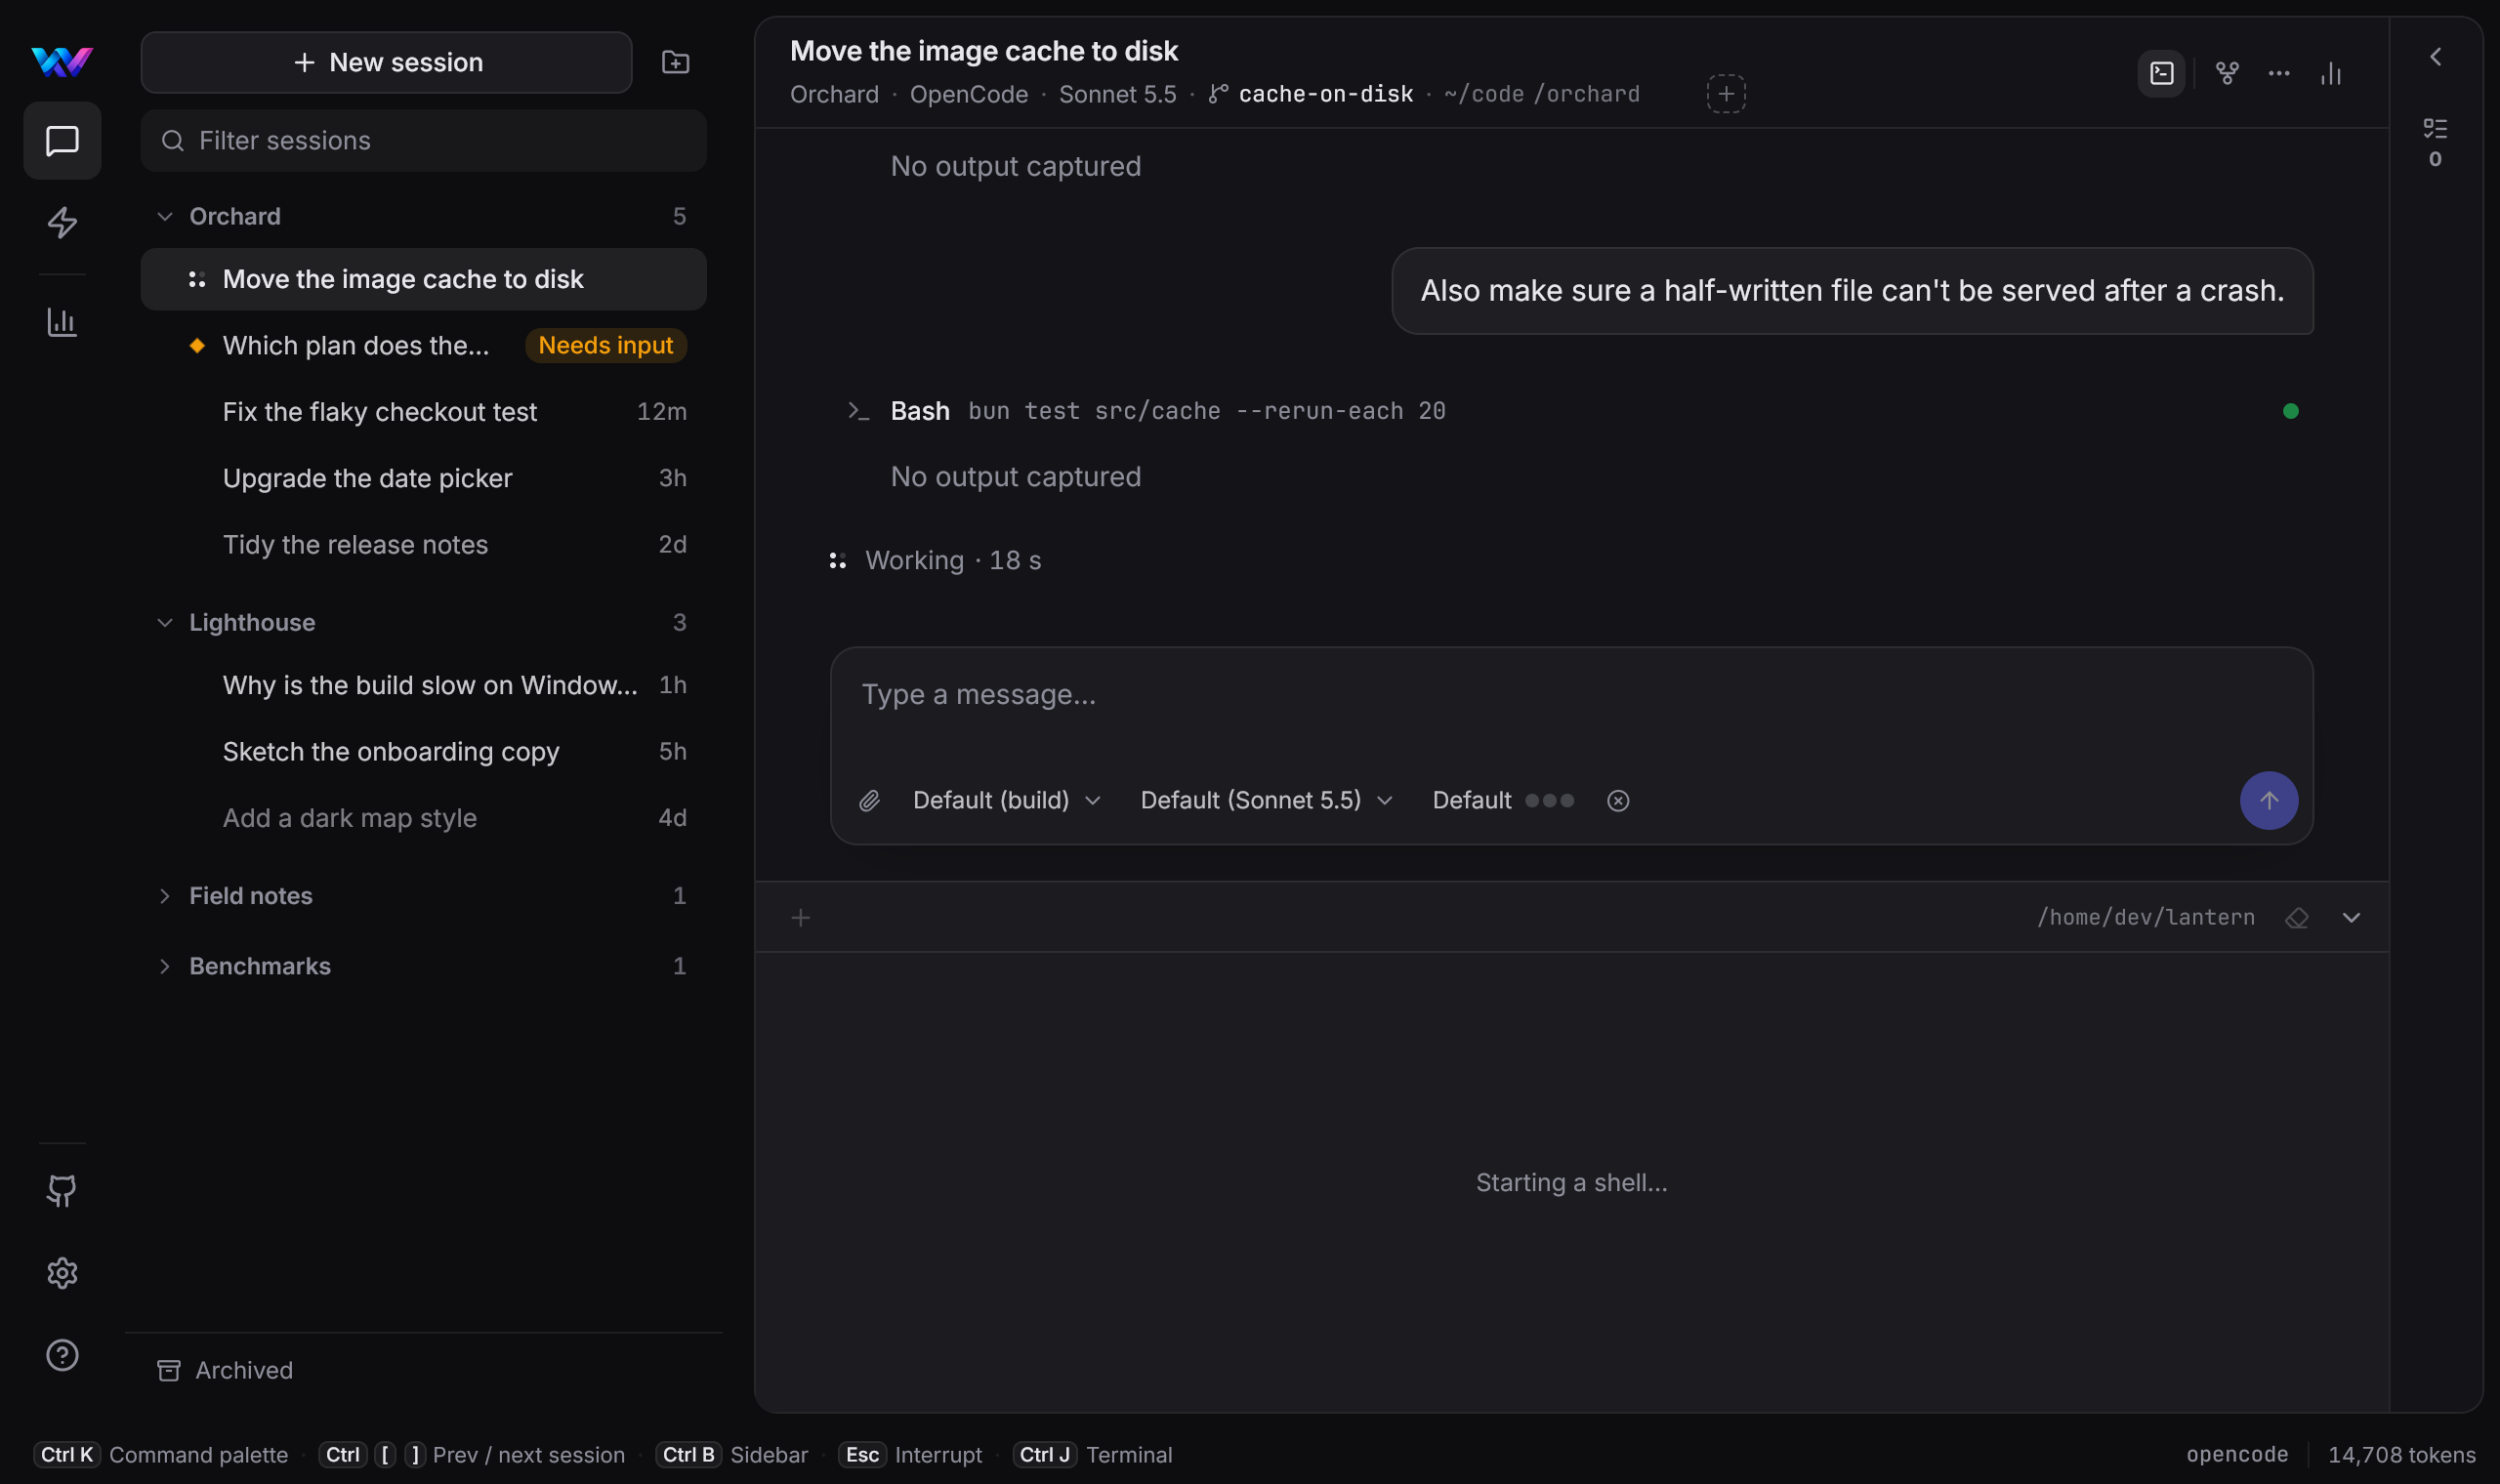 New session
Filter sessions
Orchard 5
Move the image cache to disk
Which plan does the... Needs input
Fix the flaky checkout test 12m
Upgrade the date picker 3h
Tidy the release notes 2d
Lighthouse 3
Why is the build slow on Window... 1h
Sketch the onboarding copy 5h
Add a dark map style 4d
Field notes 1
Benchmarks 1
Archived
Move the image cache to disk
Orchard · OpenCode · Sonnet 5.5 · cache-on-disk · ~/code /orchard
0
No output captured
Also make sure a half-written file can't be served after a crash.
Bash bun test src/cache --rerun-each 20
No output captured
Working · 18 s
Type a message...
Default (build) Default (Sonnet 5.5) Default
/home/dev/lantern
Starting a shell...
Ctrl K Command palette · Ctrl [ ] Prev / next session · Ctrl B Sidebar · Esc Interrupt · Ctrl J Terminal
opencode 14,708 tokens